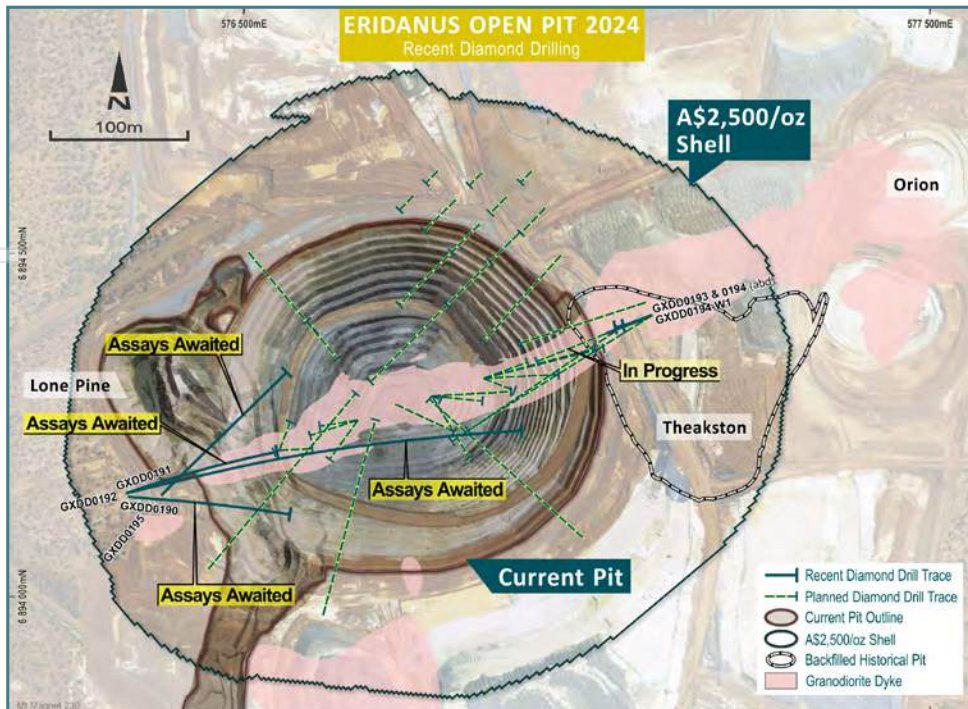 576 500mE
577 500mE
ERIDANUS OPEN PIT 2024
Recent Diamond Drilling
N
100m
A$2,500/oz
Shell
Orion
6 894 500mN
GXDD0193 & 0194 (abd)
GXDD0194-W1
Assays Awaited
In Progress
Lone Pine
Assays Awaited
Theakston
GXDD0191
GXDD0192
GXDD0190
Assays Awaited
GXDD0195
Current Pit
Assays Awaited
6 894 000mN
Recent Diamond Drill Trace
Planned Diamond Drill Trace
Current Pit Outline
A$2,500/oz Shell
Backfilled Historical Pit
Granodiorite Dyke